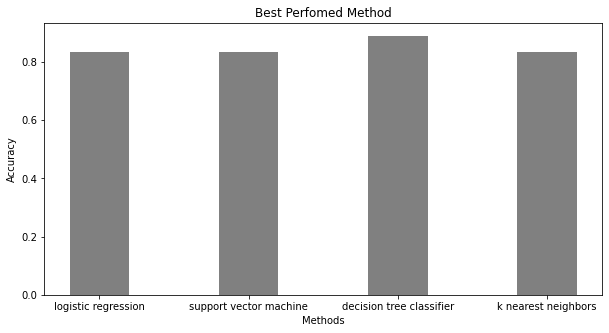 Best Perfomed Method
Accuracy
0.8
0.6
0.4
0.2
0.0
logistic regression
support vector machine
decision tree classifier
k nearest neighbors
Methods